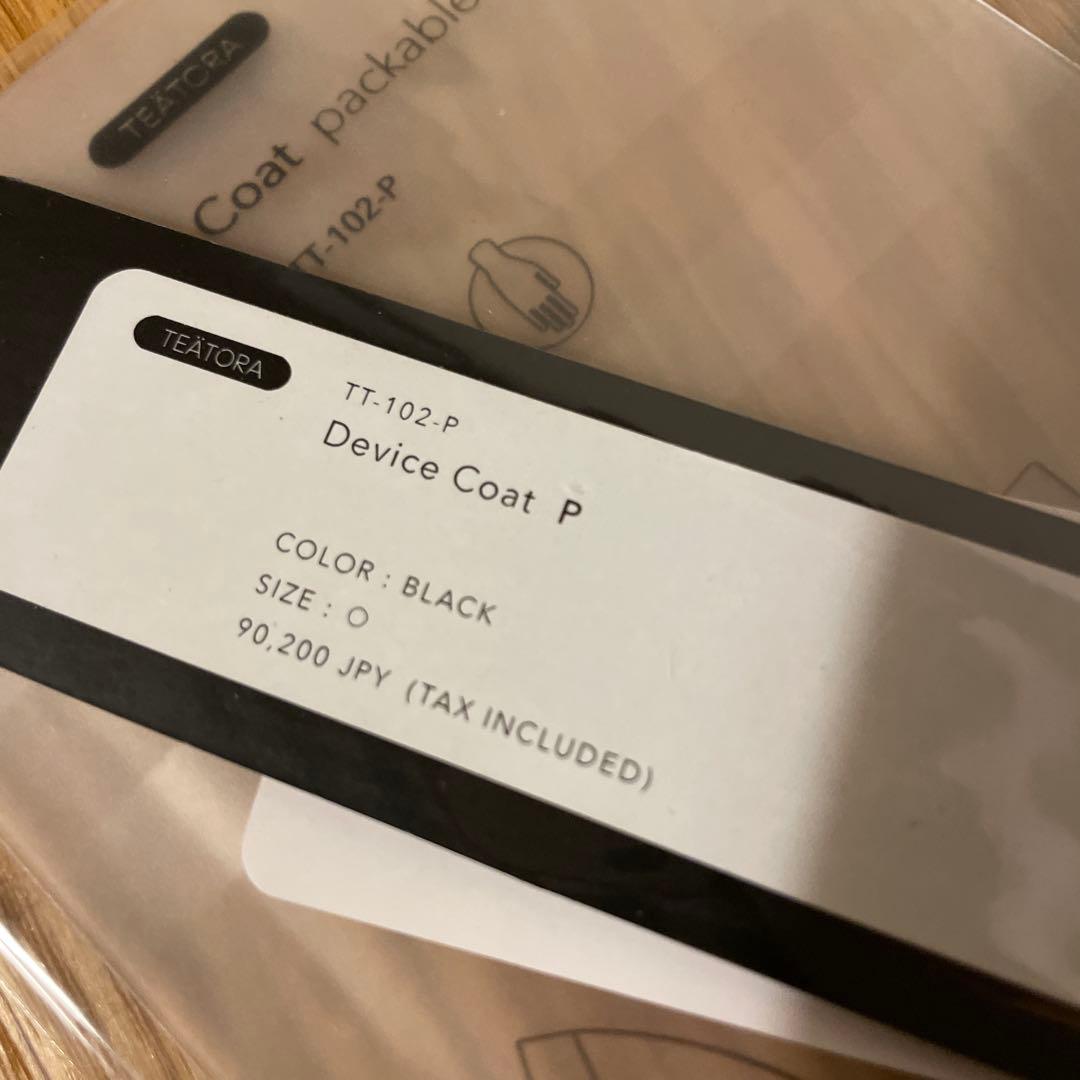 TEÄTORA
Coat packable
TT-102-P
TEÄTORA
TT-102-P
Device Coat P
COLOR : BLACK
SIZE : ○
90,200 JPY (TAX INCLUDED)